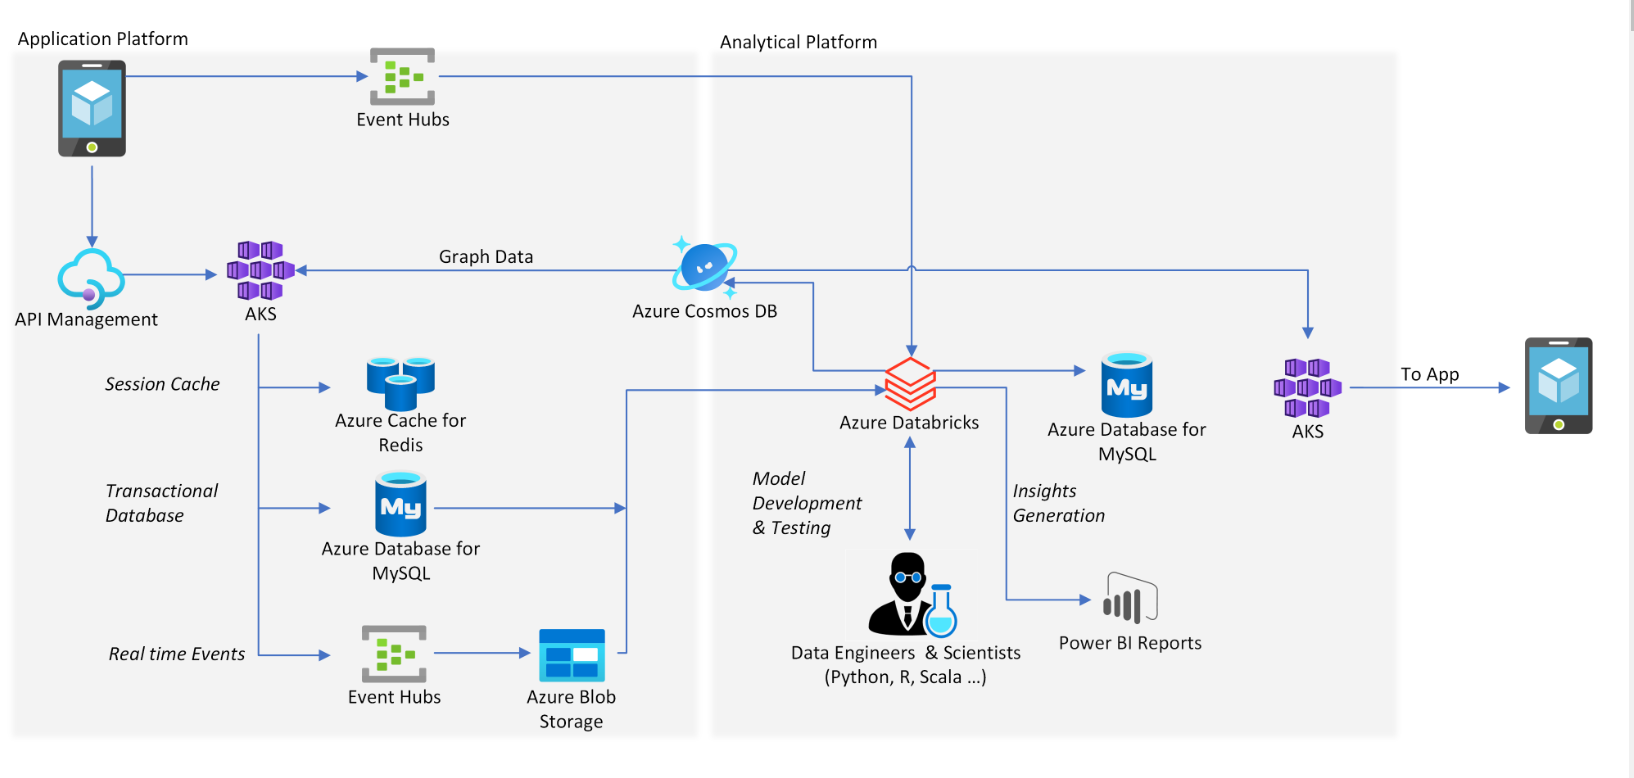 Application Platform
Analytical Platform
Event Hubs
Graph Data
Azure Cosmos DB
API Management
AKS
Session Cache
Azure Cache for
Redis
Transactional
Database
My
Azure Database for
MySQL
Real time Events
Event Hubs
Azure Blob
Storage
Azure Databricks
My
Azure Database for
MySQL
AKS
To App
Model
Development
& Testing
Insights
Generation
Data Engineers & Scientists
(Python, R, Scala ...)
Power BI Reports